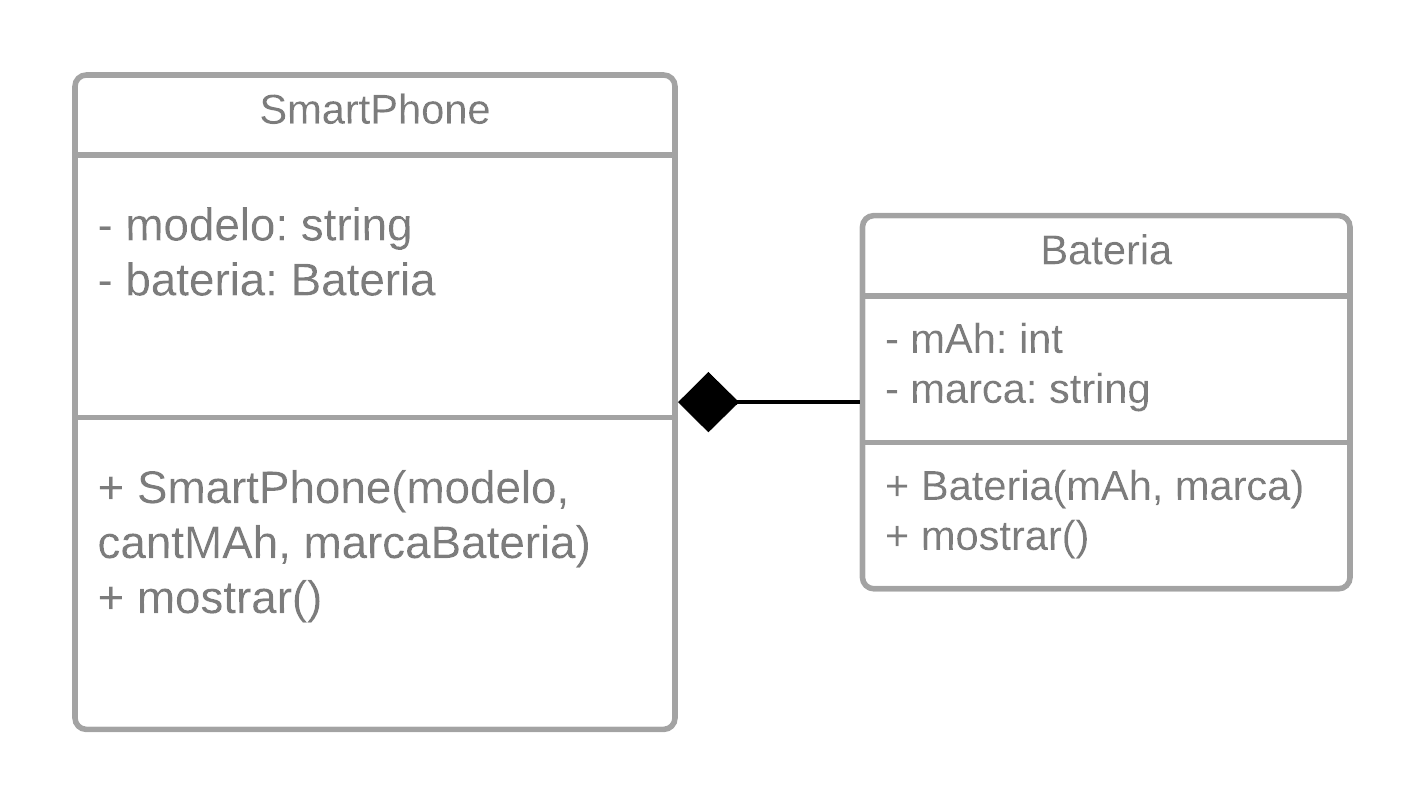 SmartPhone
- modelo: string
- bateria: Bateria
+ SmartPhone(modelo,
cantMAh, marcaBateria)
+ mostrar()
Bateria
- mAh: int
- marca: string
+ Bateria(mAh, marca)
+ mostrar()